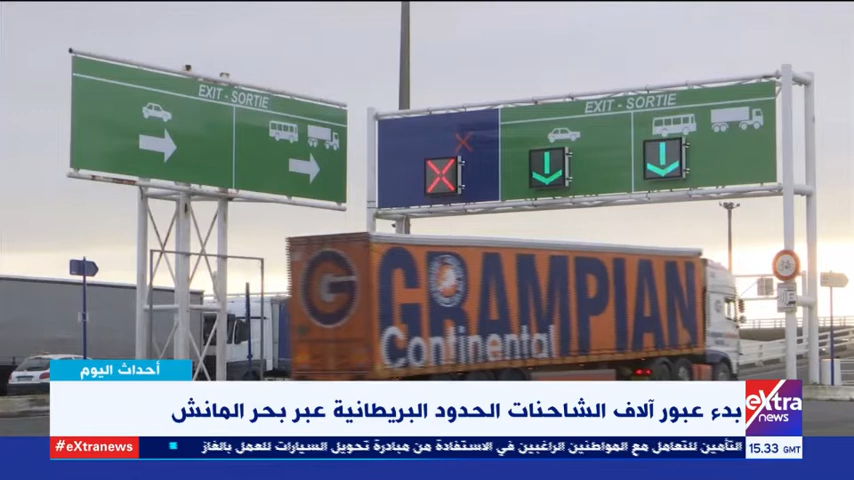 EXIT - SORTIE
EXIT - SORTIE
G GRAMPIAN
Continental
أحداث اليوم
بدء عبور آلاف الشاحنات الحدود البريطانية عبر بحر المانش
eXtra
news
#eXtranews
التأمين للتعامل مع المواطنين الراغبين في الاستفادة من مبادرة تحويل السيارات للعمل بالغاز
15.33 GMT